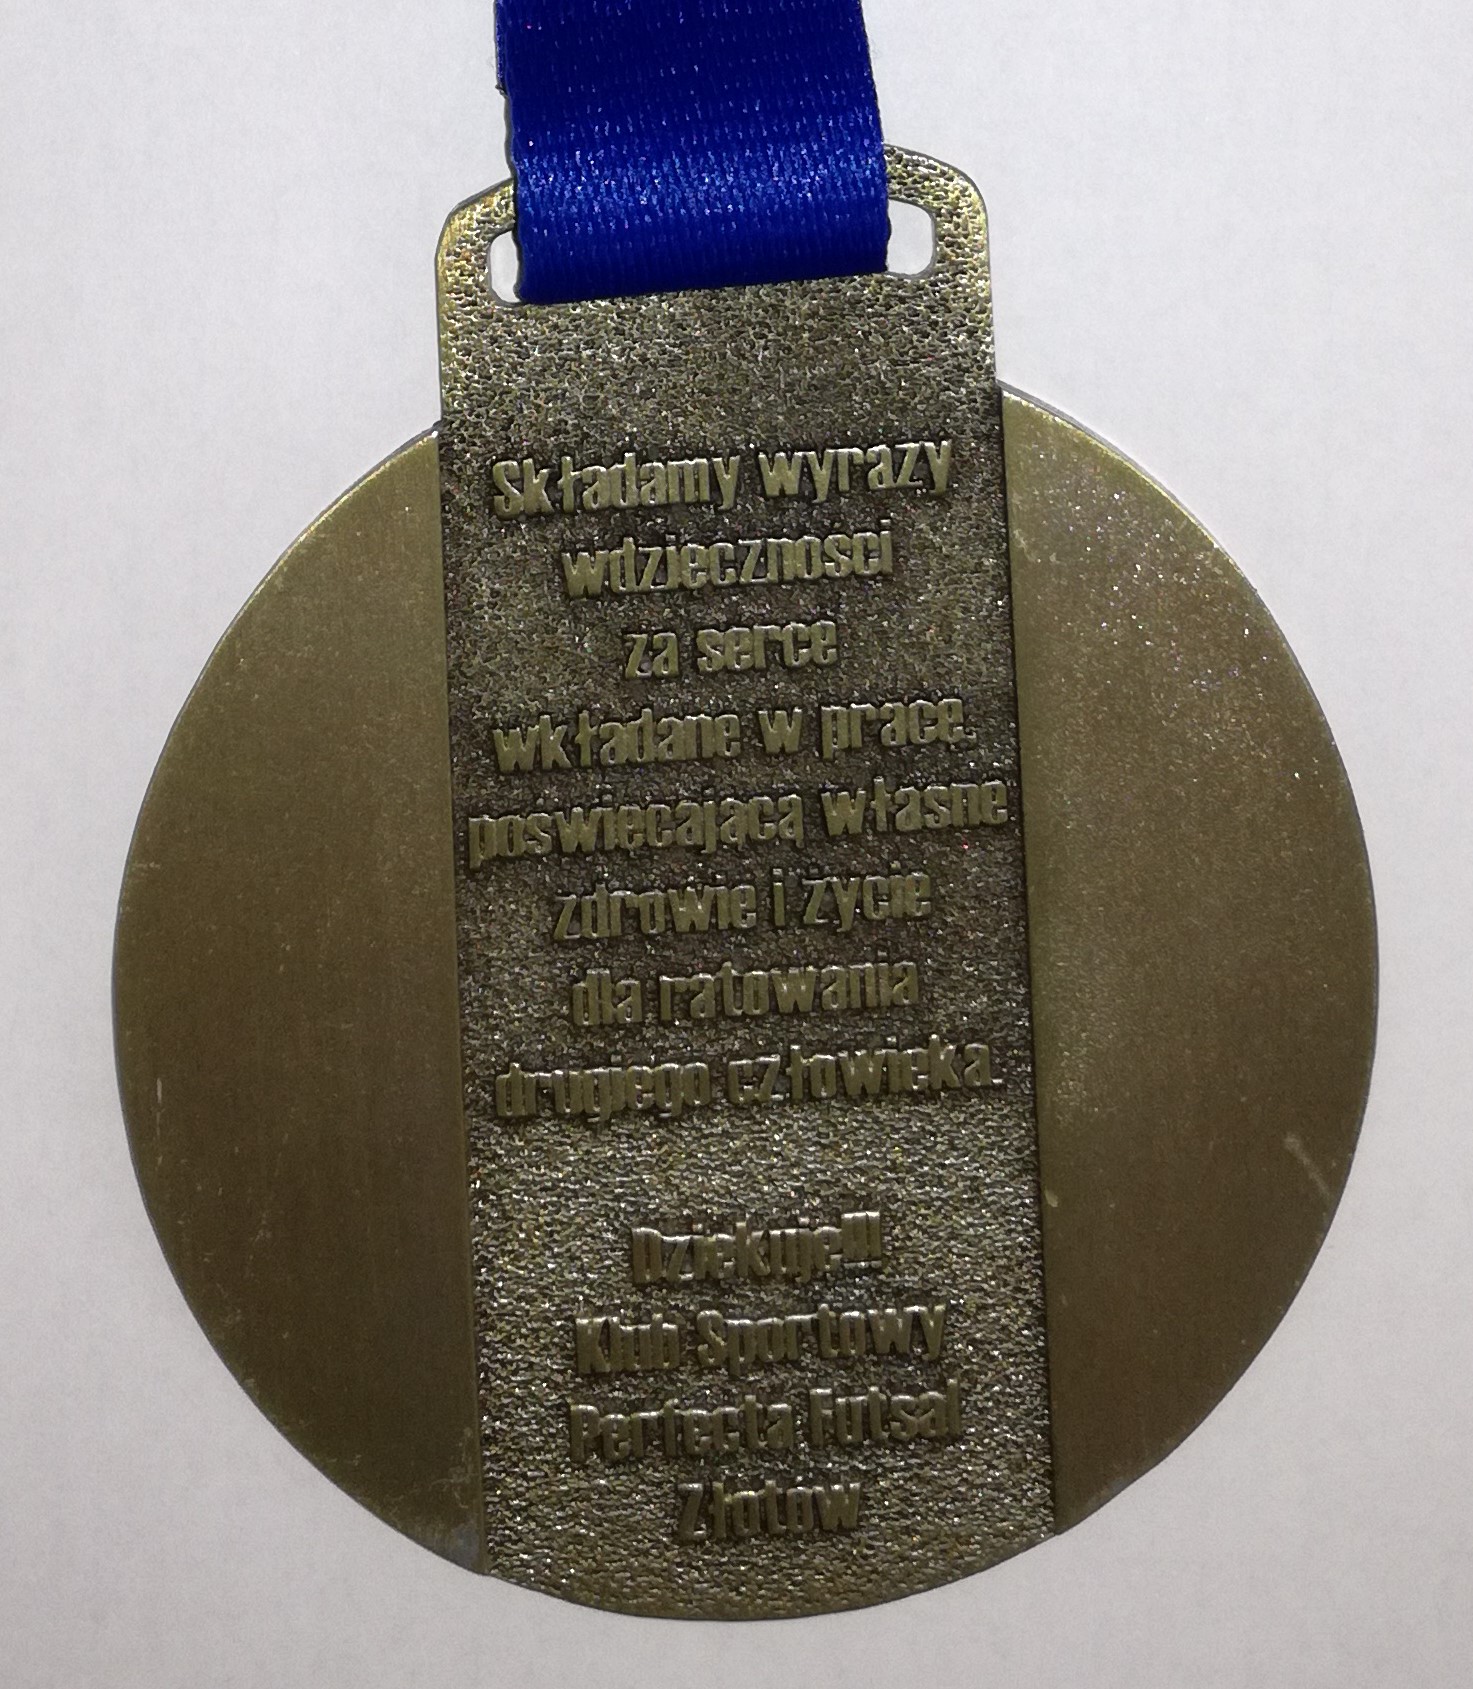 Składamy wyrazy
wdzięczności
za serce
wkładane w pracę
poświęcającą własne
zdrowie i życie
dla ratowania
drugiego człowieka.
Dziękuję!!!
Klub Sportowy
Perfecta Futsal
Złotów